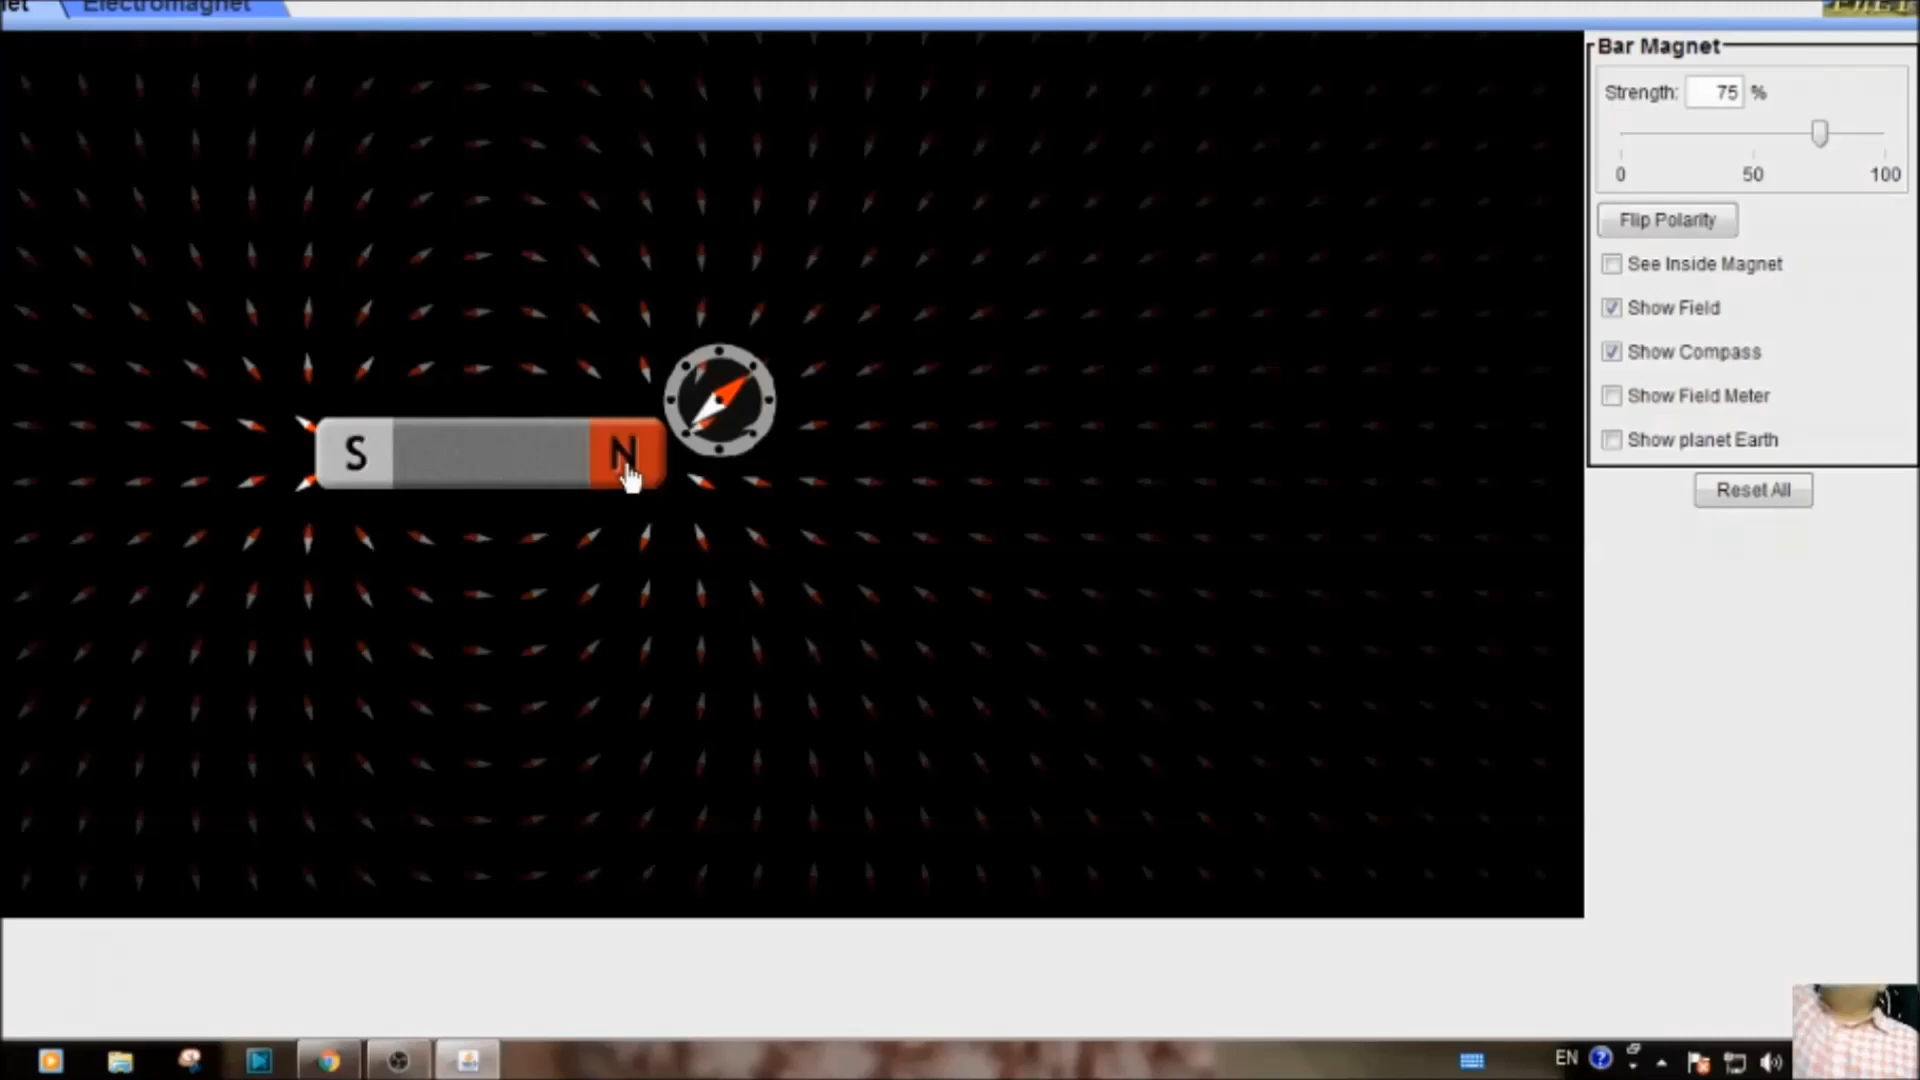 Electromagnet
Bar Magnet
Strength: 75 %
0 50 100
Flip Polarity
See Inside Magnet
Show Field
Show Compass
Show Field Meter
Show planet Earth
Reset All
S N
EN